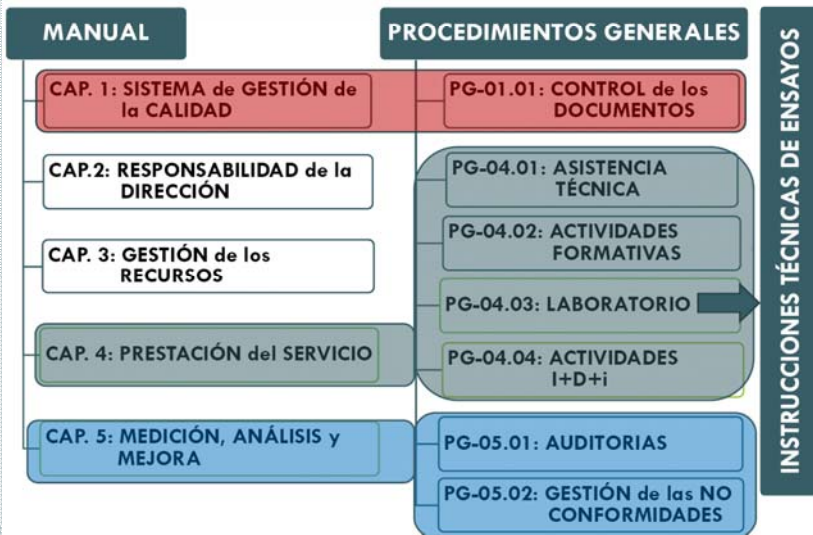 MANUAL
CAP. 1: SISTEMA de GESTIÓN de
la CALIDAD
CAP.2: RESPONSABILIDAD de la
DIRECCIÓN
CAP. 3: GESTIÓN de los
RECURSOS
CAP. 4: PRESTACIÓN del SERVICIO
CAP. 5: MEDICIÓN, ANÁLISIS y
MEJORA
PROCEDIMIENTOS GENERALES
PG-01.01: CONTROL de los
DOCUMENTOS
PG-04.01: ASISTENCIA
TÉCNICA
PG-04.02: ACTIVIDADES
FORMATIVAS
PG-04.03: LABORATORIO
PG-04.04: ACTIVIDADES
I+D+i
PG-05.01: AUDITORIAS
PG-05.02: GESTIÓN de las NO
CONFORMIDADES
INSTRUCCIONES TÉCNICAS DE ENSAYOS